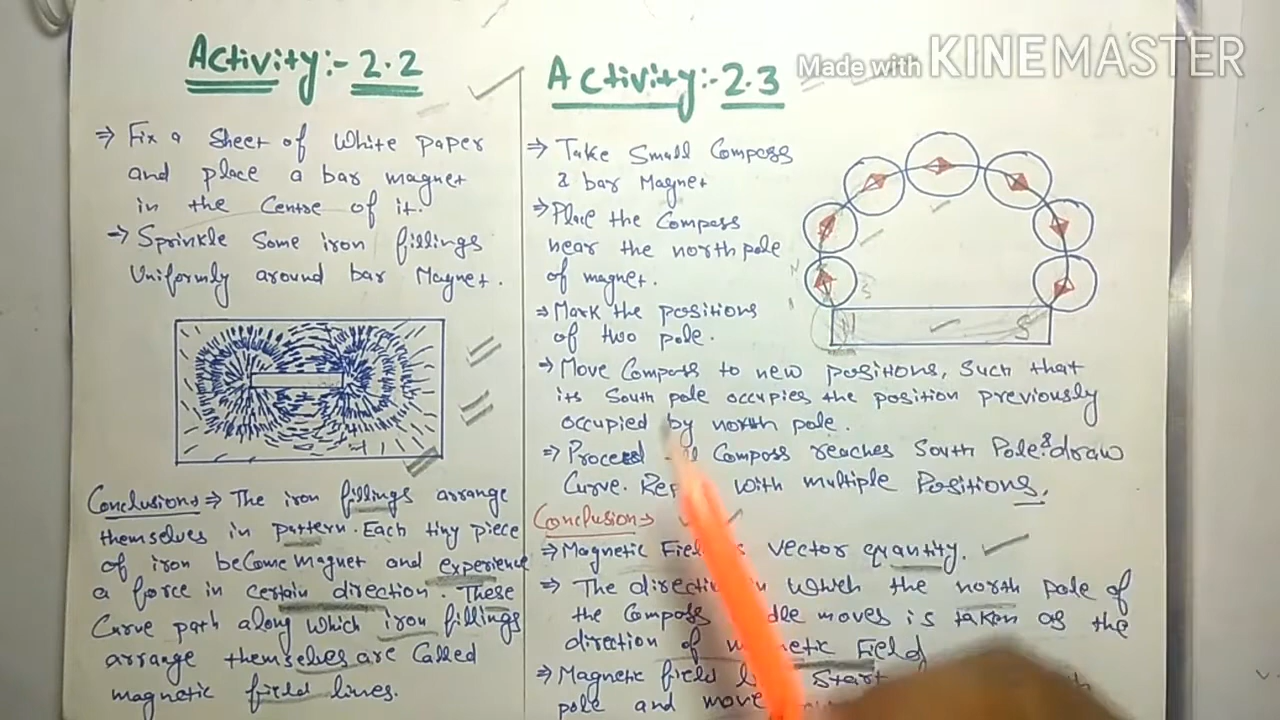 Activity:- 2.2
⇒ Fix a Sheet of White paper
and place a bar magnet
in the Centre of it.
⇒ Sprinkle Some iron fillings
Uniformly around bar Magnet.
Conclusion ⇒ The iron fillings arrange
themselves in pattern. Each tiny piece
of iron become magnet and experience
a force in certain direction. These
Curve path along which iron fillings
arrange themselves are Called
magnetic field lines.
Activity:- 2.3
⇒ Take Small Compass
& bar Magnet
⇒ Place the Compass
near the north pole
of magnet.
⇒ Mark the positions
of two pole.
⇒ Move Compass to new positions, Such that
its South pole occupies the position previously
occupied by north pole.
⇒ Proceed Compass reaches South Pole & draw
Curve. with multiple Positions.
Conclusion ⇒
⇒ Magnetic Field vector quantity.
⇒ The direction in which the north pole of
the Compass moves is taken as the
direction of magnetic Field
⇒ Magnetic field Start
pole and move
N
S
S
Made with KINEMASTER